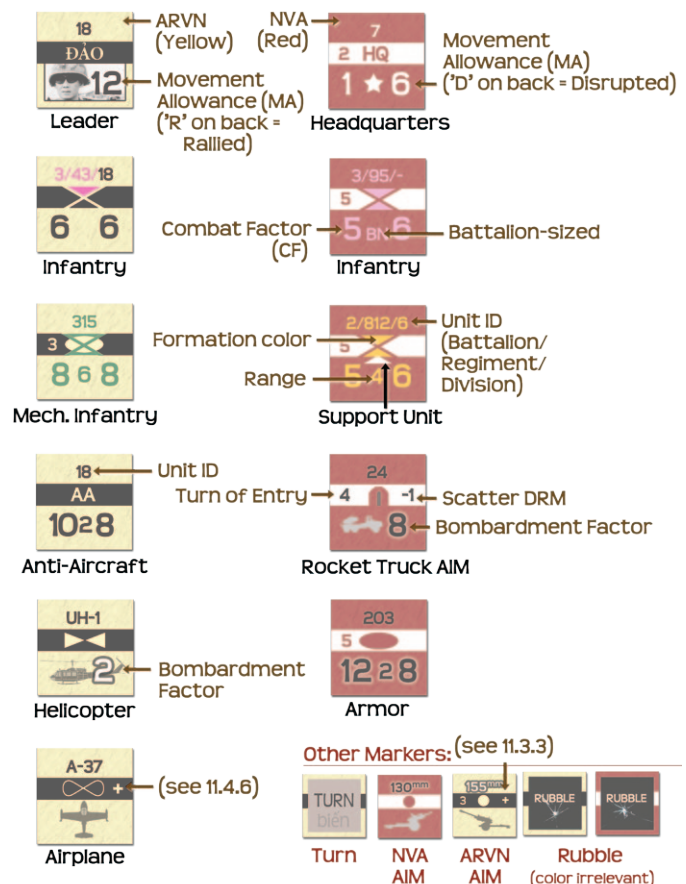 18
ĐÀO
12
ARVN
(Yellow)
Movement
Allowance (MA)
('R' on back =
Rallied)
Leader
NVA
(Red)
7
2 HQ
1 6
Movement
Allowance (MA)
('D' on back = Disrupted)
Headquarters
3/43/18
6 6
Infantry
Combat Factor
(CF)
3/95/-
5
5 BN 6
Battalion-sized
Infantry
315
3
8 6 8
Mech. Infantry
Formation color
Range
2/812/6
5
5 4 6
Unit ID
(Battalion/
Regiment/
Division)
Support Unit
18
AA
10 2 8
Unit ID
Anti-Aircraft
Turn of Entry
24
4 -1
8
Scatter DRM
Bombardment Factor
Rocket Truck AIM
UH-1
2
Bombardment
Factor
Helicopter
203
5
12 2 8
Armor
A-37
+
(see 11.4.6)
Airplane
Other Markers:
(see 11.3.3)
TURN
biến
130mm
155mm
3 +
RUBBLE
RUBBLE
Turn
NVA
AIM
ARVN
AIM
Rubble
(color irrelevant)